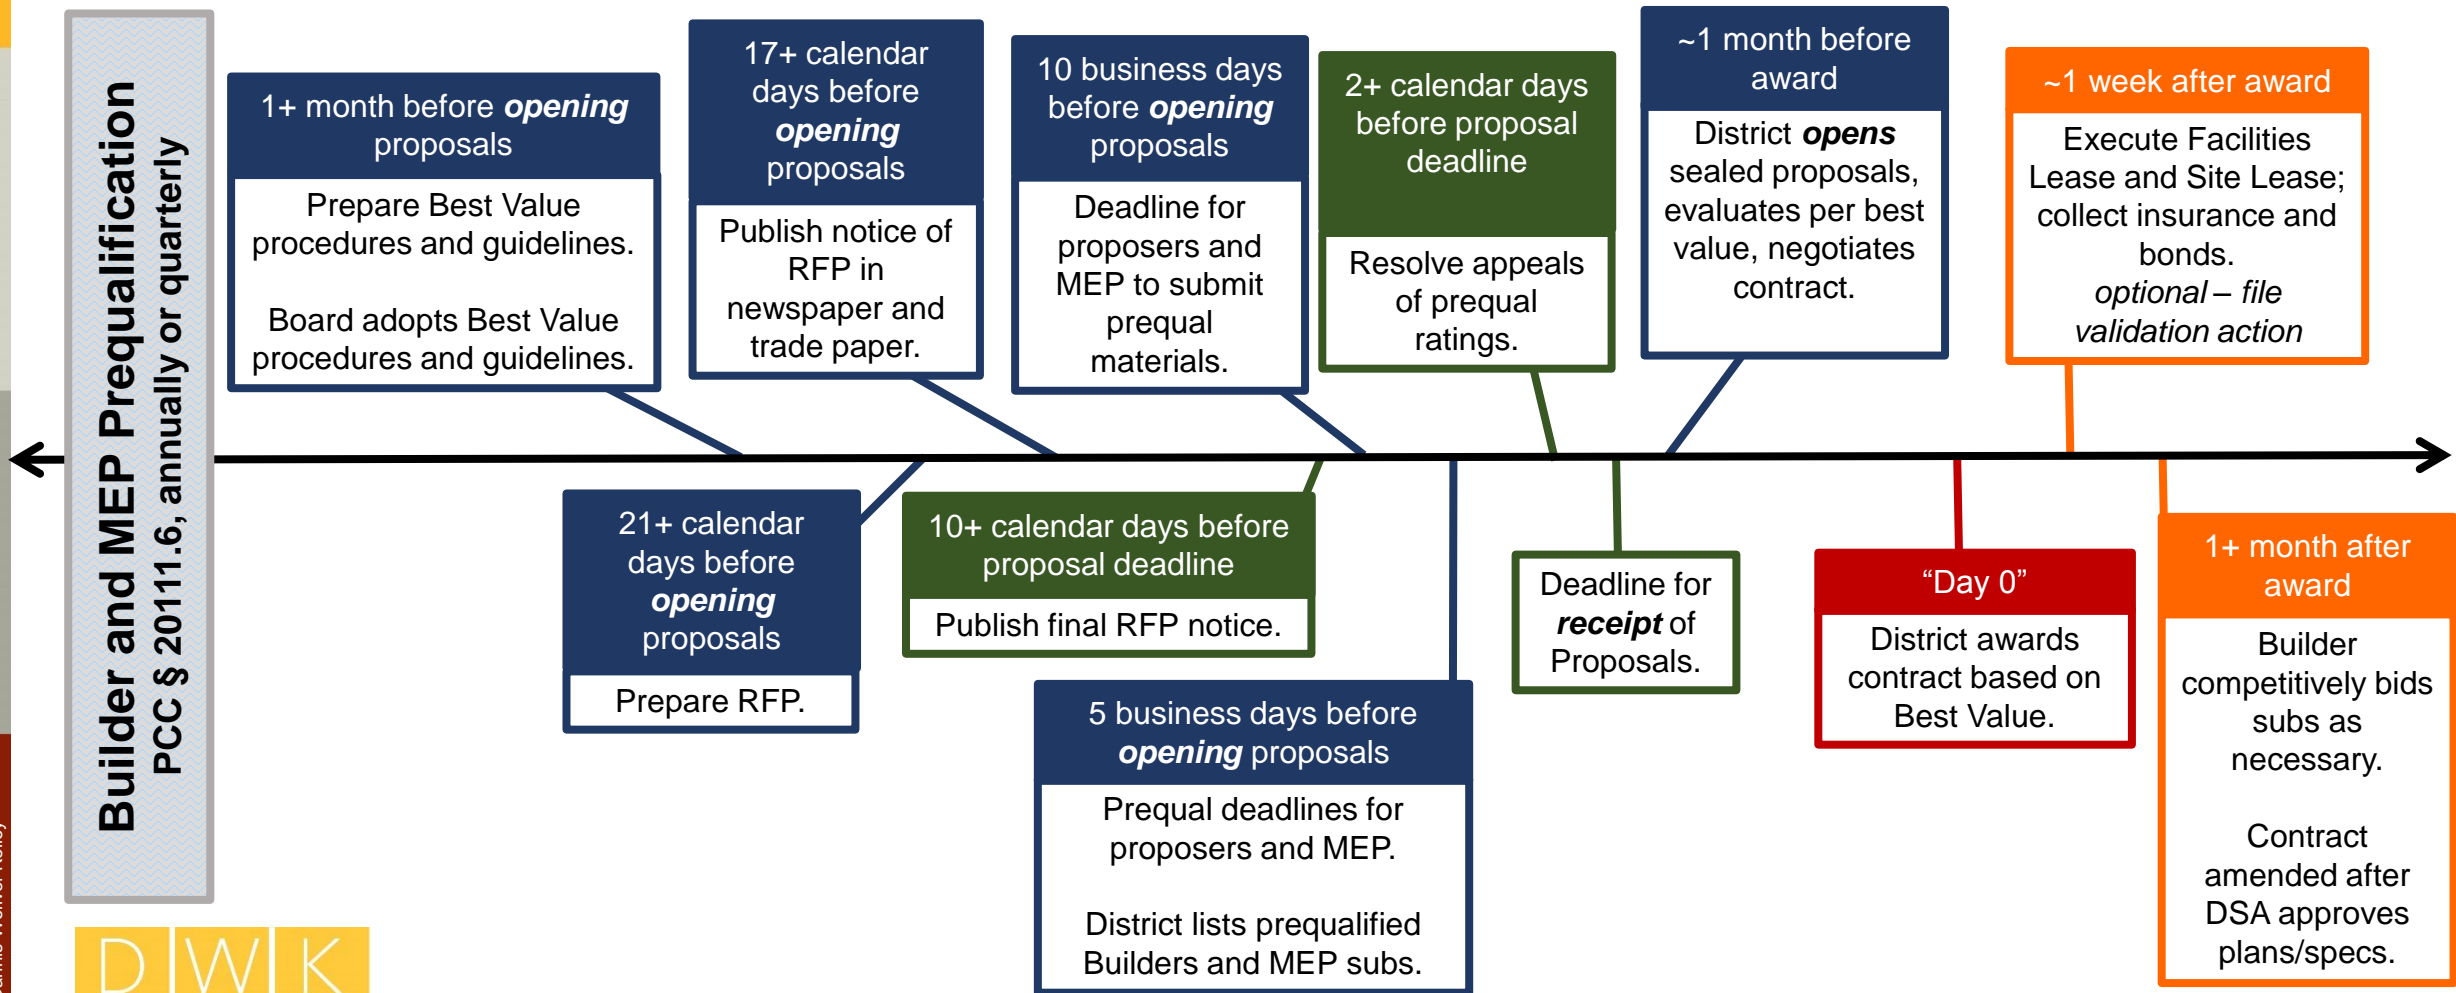 Builder and MEP Prequalification
PCC § 20111.6, annually or quarterly
1+ month before opening
proposals
Prepare Best Value
procedures and guidelines.
Board adopts Best Value
procedures and guidelines.
17+ calendar
days before
opening
proposals
Publish notice of
RFP in
newspaper and
trade paper.
10 business days
before opening
proposals
Deadline for
proposers and
MEP to submit
prequal
materials.
2+ calendar days
before proposal
deadline
Resolve appeals
of prequal
ratings.
~1 month before
award
District opens
sealed proposals,
evaluates per best
value, negotiates
contract.
~1 week after award
Execute Facilities
Lease and Site Lease;
collect insurance and
bonds.
optional – file
validation action
21+ calendar
days before
opening
proposals
Prepare RFP.
10+ calendar days before
proposal deadline
Publish final RFP notice.
5 business days before
opening proposals
Prequal deadlines for
proposers and MEP.
District lists prequalified
Builders and MEP subs.
Deadline for
receipt of
Proposals.
“Day 0”
District awards
contract based on
Best Value.
1+ month after
award
Builder
competitively bids
subs as
necessary.
Contract
amended after
DSA approves
plans/specs.
DWK